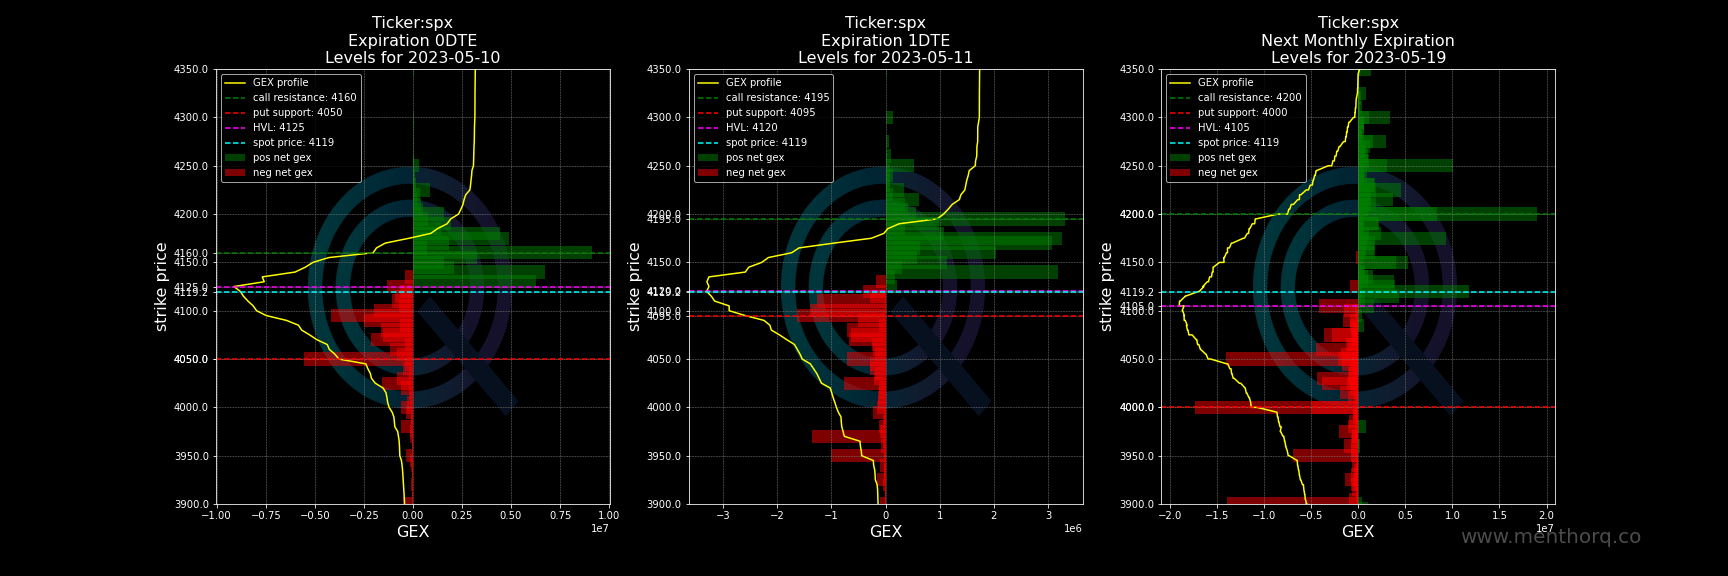 Ticker:spx
Expiration 0DTE
Levels for 2023-05-10
GEX profile
call resistance: 4160
put support: 4050
HVL: 4125
spot price: 4119
pos net gex
neg net gex
strike price
4350.0
4300.0
4250.0
4200.0
4160.0
4150.0
4125.0
4119.2
4100.0
4050.0
4000.0
3950.0
3900.0
−1.00 −0.75 −0.50 −0.25 0.00 0.25 0.50 0.75 1.00
1e7
GEX
Ticker:spx
Expiration 1DTE
Levels for 2023-05-11
GEX profile
call resistance: 4195
put support: 4095
HVL: 4120
spot price: 4119
pos net gex
neg net gex
strike price
4350.0
4300.0
4250.0
4200.0
4195.0
4150.0
4120.0
4119.2
4100.0
4095.0
4050.0
4000.0
3950.0
3900.0
−3 −2 −1 0 1 2 3
1e6
GEX
Ticker:spx
Next Monthly Expiration
Levels for 2023-05-19
GEX profile
call resistance: 4200
put support: 4000
HVL: 4105
spot price: 4119
pos net gex
neg net gex
strike price
4350.0
4300.0
4250.0
4200.0
4150.0
4119.2
4105.0
4100.0
4050.0
4000.0
3950.0
3900.0
−2.0 −1.5 −1.0 −0.5 0.0 0.5 1.0 1.5 2.0
1e7
GEX
www.menthorq.co